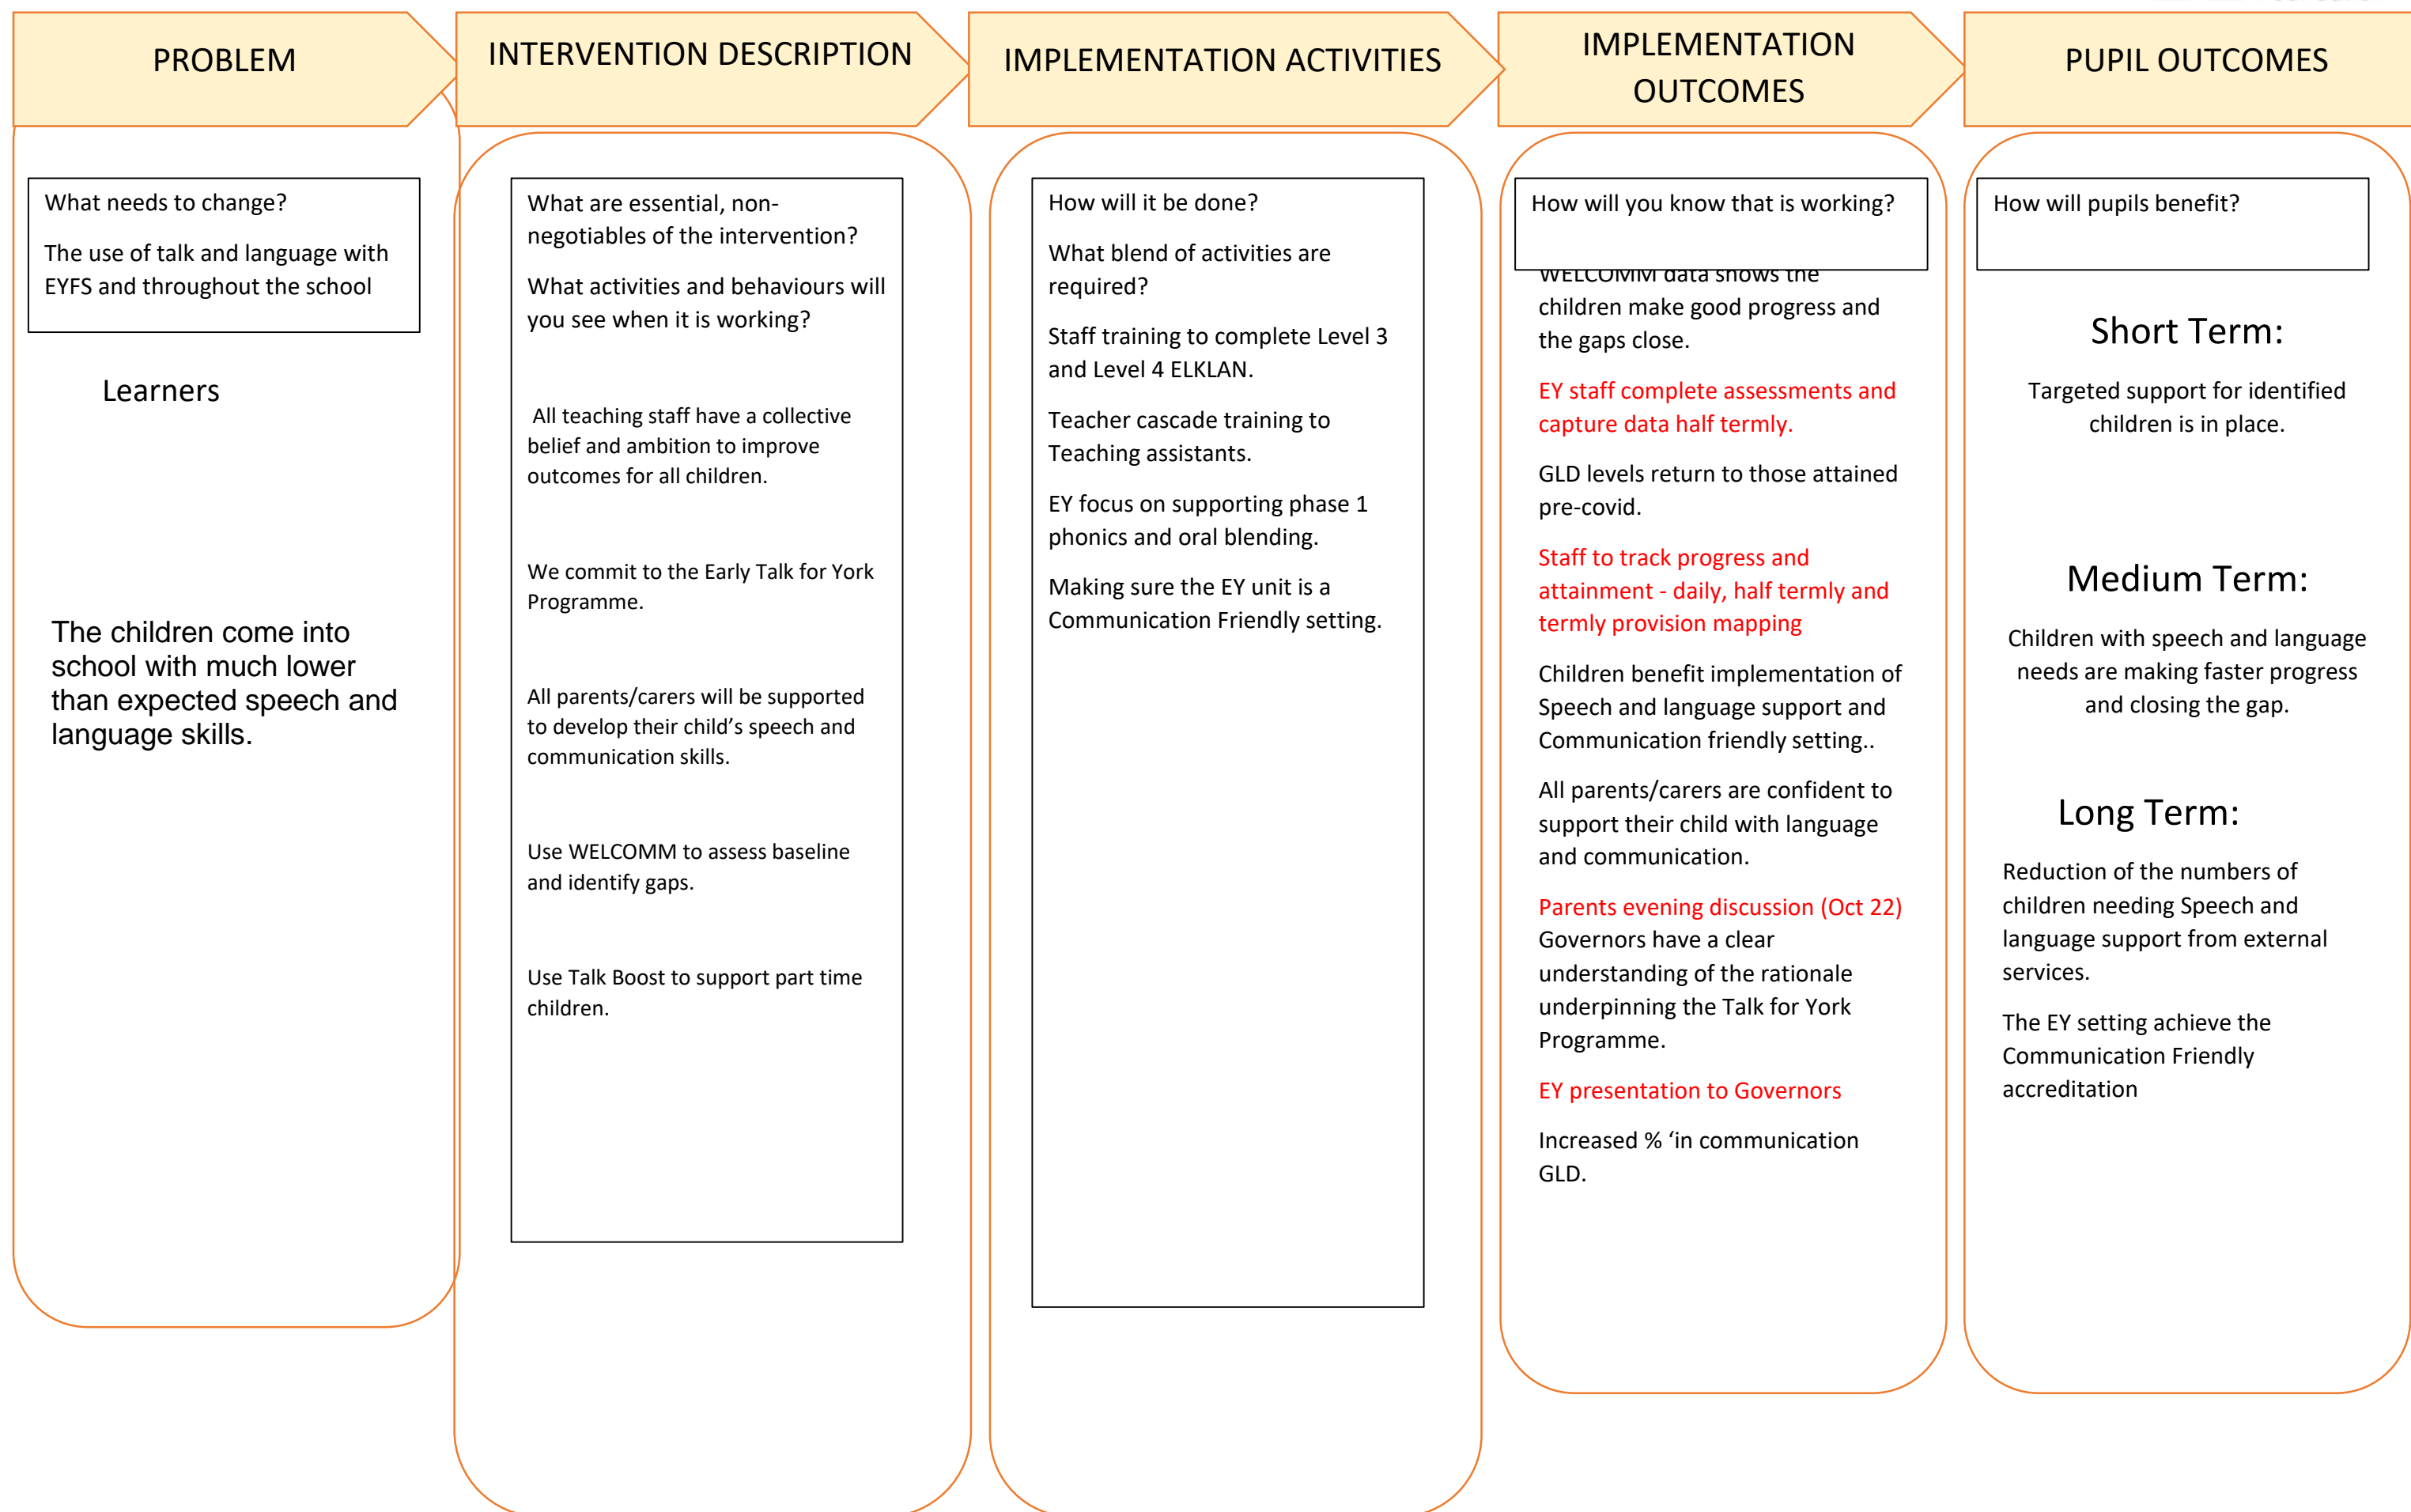 PROBLEM
INTERVENTION DESCRIPTION
IMPLEMENTATION ACTIVITIES
IMPLEMENTATION
OUTCOMES
PUPIL OUTCOMES
What needs to change?
The use of talk and language with
EYFS and throughout the school
Learners
The children come into
school with much lower
than expected speech and
language skills.
What are essential, non-
negotiables of the intervention?
What activities and behaviours will
you see when it is working?
All teaching staff have a collective
belief and ambition to improve
outcomes for all children.
We commit to the Early Talk for York
Programme.
All parents/carers will be supported
to develop their child’s speech and
communication skills.
Use WELCOMM to assess baseline
and identify gaps.
Use Talk Boost to support part time
children.
How will it be done?
What blend of activities are
required?
Staff training to complete Level 3
and Level 4 ELKLAN.
Teacher cascade training to
Teaching assistants.
EY focus on supporting phase 1
phonics and oral blending.
Making sure the EY unit is a
Communication Friendly setting.
How will you know that is working?
WELCOMM data shows the
children make good progress and
the gaps close.
EY staff complete assessments and
capture data half termly.
GLD levels return to those attained
pre-covid.
Staff to track progress and
attainment - daily, half termly and
termly provision mapping
Children benefit implementation of
Speech and language support and
Communication friendly setting..
All parents/carers are confident to
support their child with language
and communication.
Parents evening discussion (Oct 22)
Governors have a clear
understanding of the rationale
underpinning the Talk for York
Programme.
EY presentation to Governors
Increased % ‘in communication
GLD.
How will pupils benefit?
Short Term:
Targeted support for identified
children is in place.
Medium Term:
Children with speech and language
needs are making faster progress
and closing the gap.
Long Term:
Reduction of the numbers of
children needing Speech and
language support from external
services.
The EY setting achieve the
Communication Friendly
accreditation